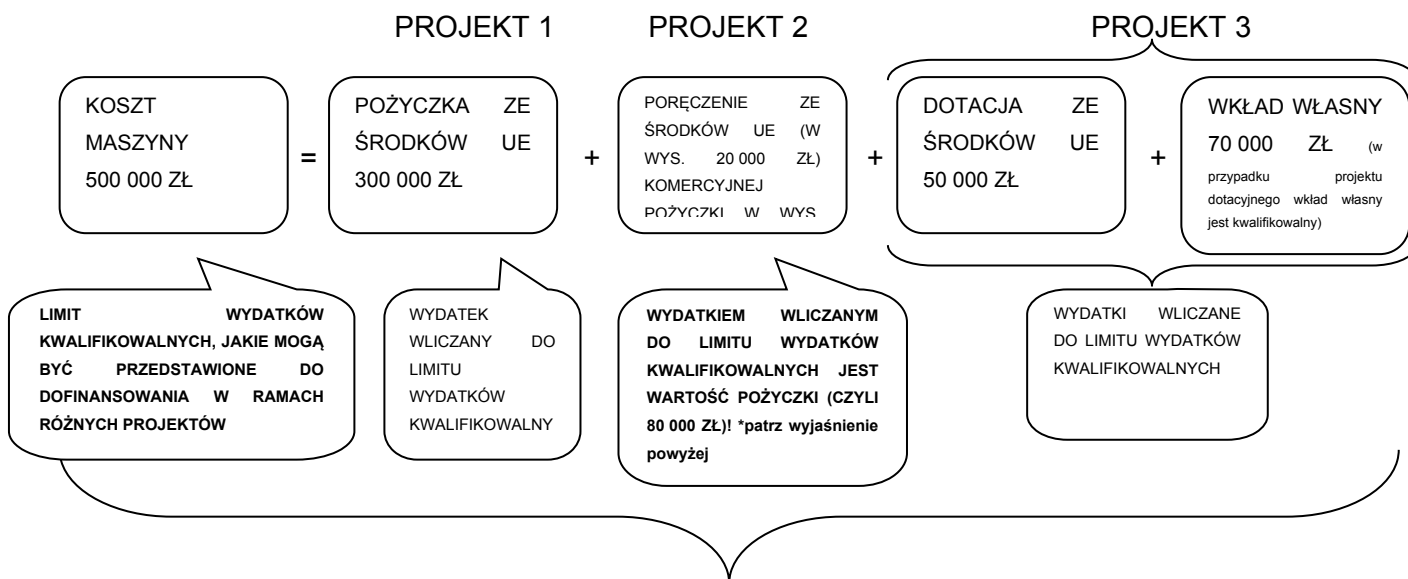 PROJEKT 1
PROJEKT 2
PROJEKT 3
KOSZT
MASZYNY
500 000 ZŁ
=
POŻYCZKA ZE
ŚRODKÓW UE
300 000 ZŁ
+
PORĘCZENIE ZE
ŚRODKÓW UE (W
WYS. 20 000 ZŁ)
KOMERCYJNEJ
POŻYCZKI W WYS.
+
DOTACJA ZE
ŚRODKÓW UE
50 000 ZŁ
+
WKŁAD WŁASNY
70 000 ZŁ (w
przypadku projektu
dotacyjnego wkład własny
jest kwalifikowalny)
LIMIT WYDATKÓW
KWALIFIKOWALNYCH, JAKIE MOGĄ
BYĆ PRZEDSTAWIONE DO
DOFINANSOWANIA W RAMACH
RÓŻNYCH PROJEKTÓW
WYDATEK
WLICZANY DO
LIMITU
WYDATKÓW
KWALIFIKOWALNY
WYDATKIEM WLICZANYM
DO LIMITU WYDATKÓW
KWALIFIKOWALNYCH JEST
WARTOŚĆ POŻYCZKI (CZYLI
80 000 ZŁ)! *patrz wyjaśnienie
powyżej
WYDATKI WLICZANE
DO LIMITU WYDATKÓW
KWALIFIKOWALNYCH